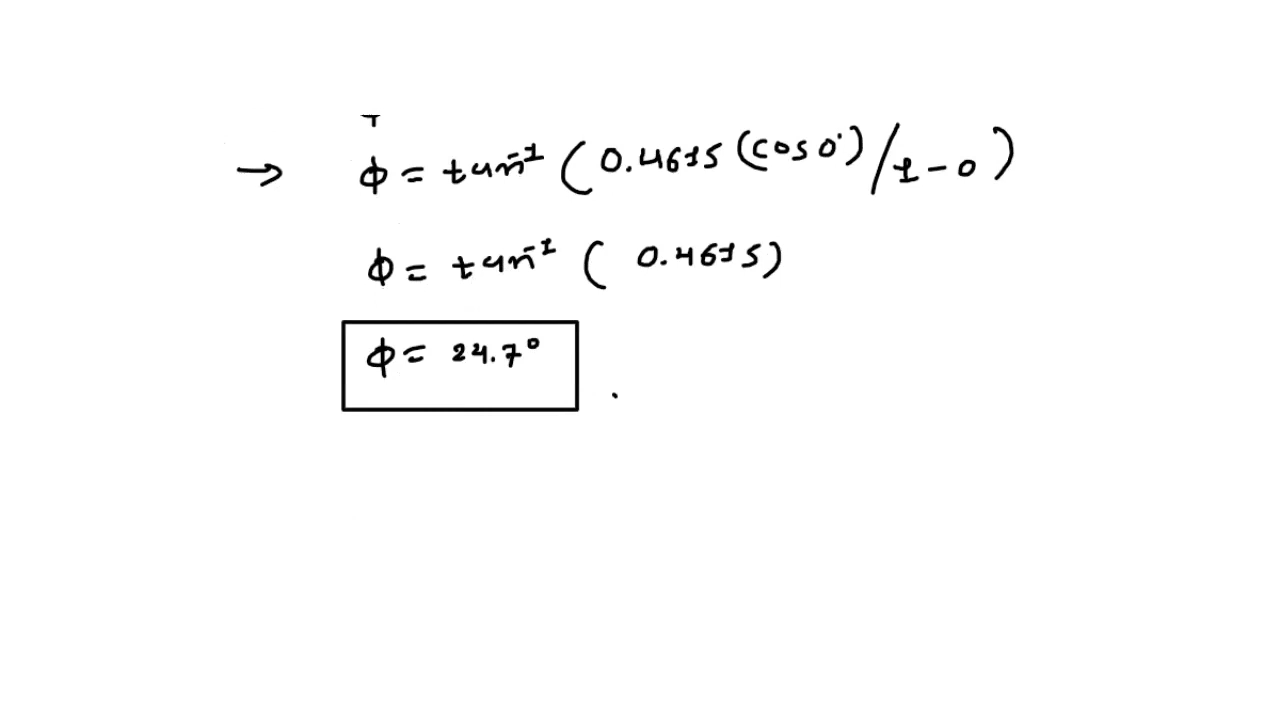 → ϕ = tan⁻¹ ( 0.4615 (cos 0°) / 1 - 0 )
ϕ = tan⁻¹ ( 0.4615)
ϕ = 24.7°